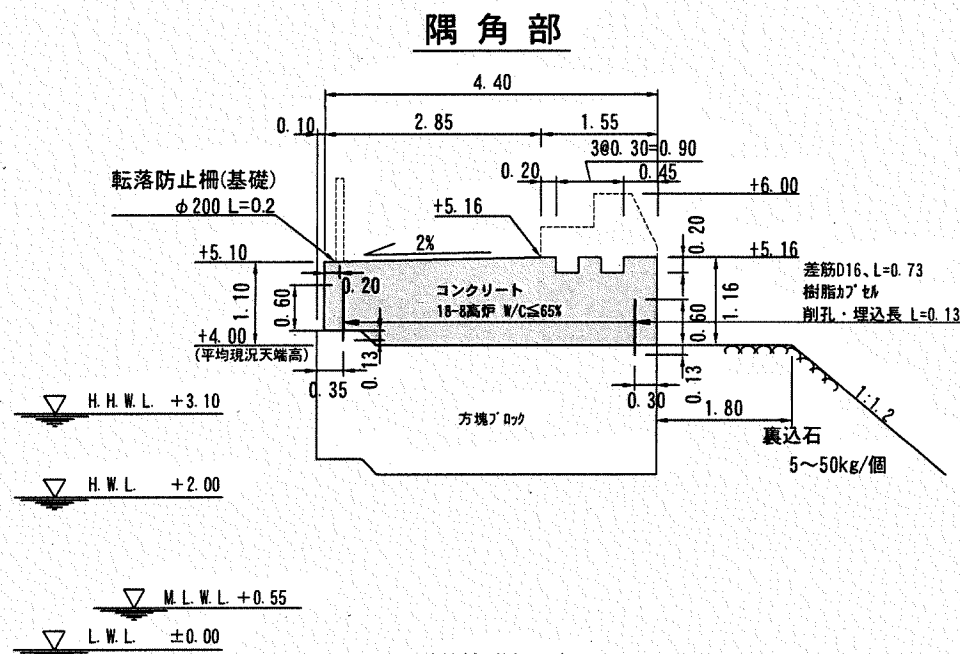 隅角部
4.40
0.10
2.85
1.55
3@0.30=0.90
0.20
0.45
転落防止柵(基礎)
φ200 L=0.2
+6.00
+5.16
2%
0.20
+5.10
+5.16
差筋D16、L=0.73
樹脂カプセル
削孔・埋込長 L=0.13
0.20
コンクリート
18-8高炉 W/C≦65%
1.10
0.60
1.16
0.60
+4.00
(平均現況天端高)
0.13
0.13
0.35
0.30
1.80
1:1.2
方塊ブロック
裏込石
5~50kg/個
H.H.W.L. +3.10
H.W.L. +2.00
M.L.W.L. +0.55
L.W.L. ±0.00